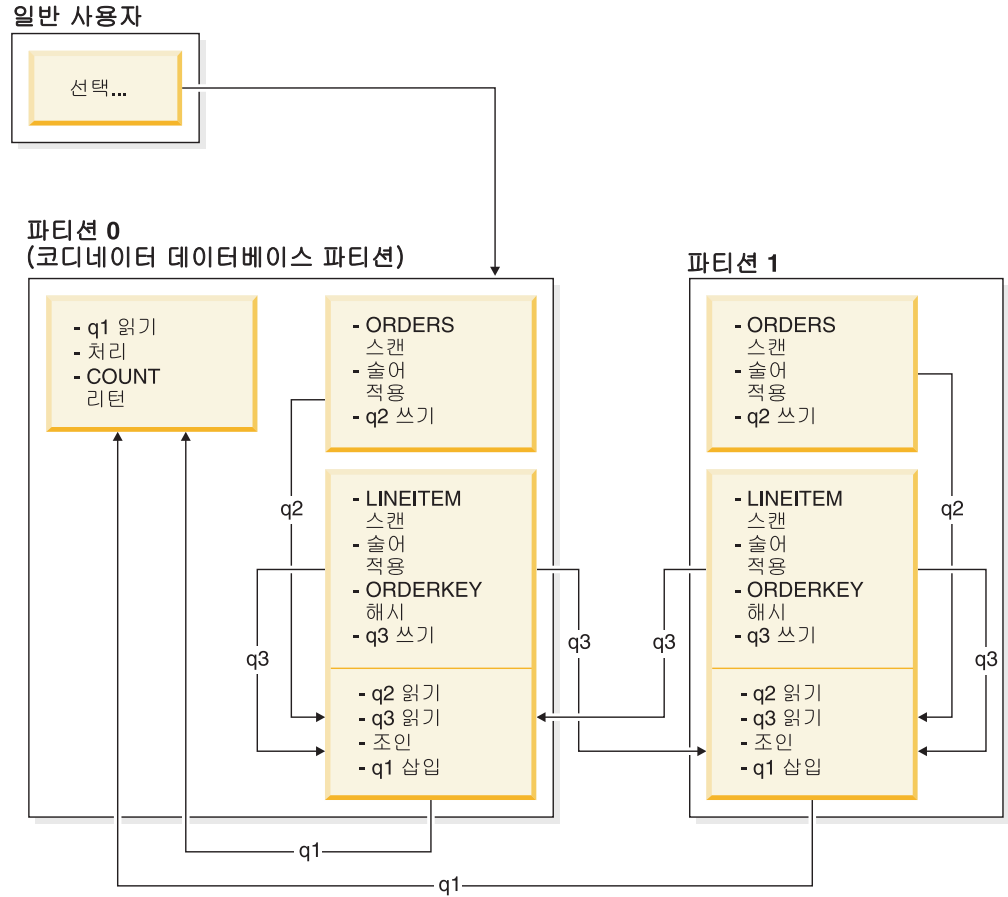 일반 사용자
선택...
파티션 0
(코디네이터 데이터베이스 파티션)
- q1 읽기
- 처리
- COUNT
리턴
- ORDERS
스캔
- 술어
적용
- q2 쓰기
q2
- LINEITEM
스캔
- 술어
적용
- ORDERKEY
해시
- q3 쓰기
q3
- q2 읽기
- q3 읽기
- 조인
- q1 삽입
q3
q3
파티션 1
- ORDERS
스캔
- 술어
적용
- q2 쓰기
q2
- LINEITEM
스캔
- 술어
적용
- ORDERKEY
해시
- q3 쓰기
q3
- q2 읽기
- q3 읽기
- 조인
- q1 삽입
q1
q1